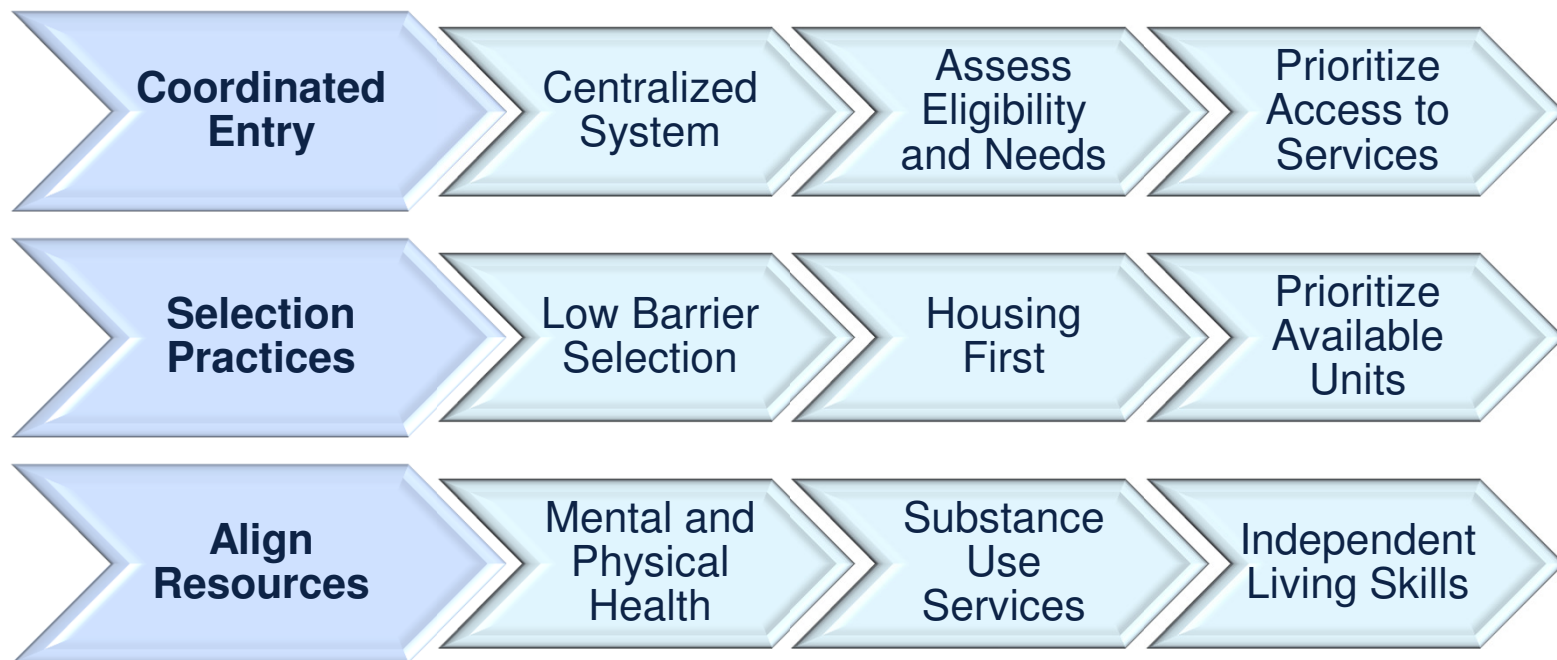 Coordinated
Entry
Centralized
System
Assess
Eligibility
and Needs
Prioritize
Access to
Services
Selection
Practices
Low Barrier
Selection
Housing
First
Prioritize
Available
Units
Align
Resources
Mental and
Physical
Health
Substance
Use
Services
Independent
Living Skills